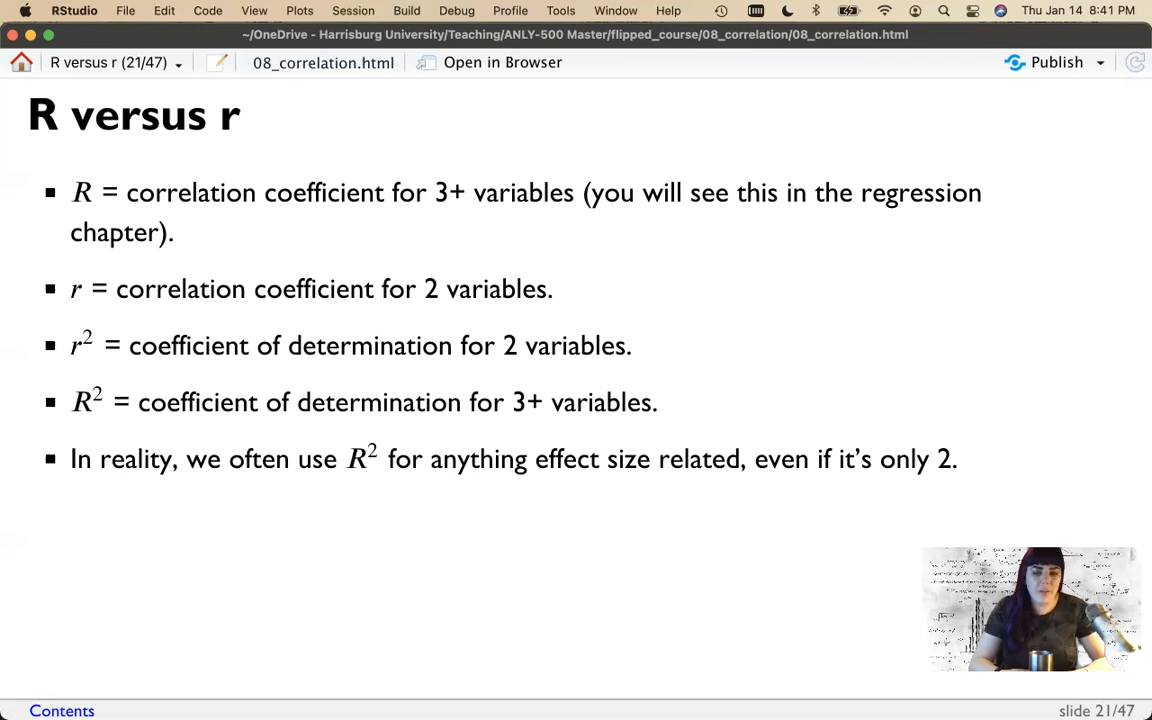 RStudio File Edit Code View Plots Session Build Debug Profile Tools Window Help Thu Jan 14 8:41 PM
~/OneDrive - Harrisburg University/Teaching/ANLY-500 Master/flipped_course/08_correlation/08_correlation.html
R versus r (21/47) 08_correlation.html Open in Browser Publish
R versus r
▪ R = correlation coefficient for 3+ variables (you will see this in the regression
chapter).
▪ r = correlation coefficient for 2 variables.
▪ r² = coefficient of determination for 2 variables.
▪ R² = coefficient of determination for 3+ variables.
▪ In reality, we often use R² for anything effect size related, even if it’s only 2.
Contents slide 21/47